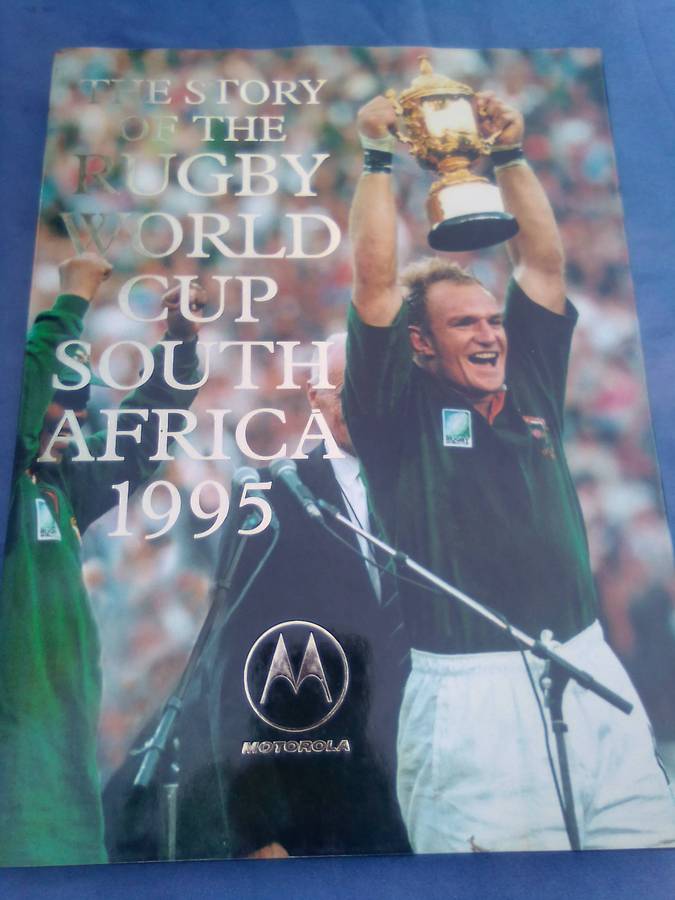 THE STORY
OF THE
RUGBY
WORLD
CUP
SOUTH
AFRICA
1995
MOTOROLA